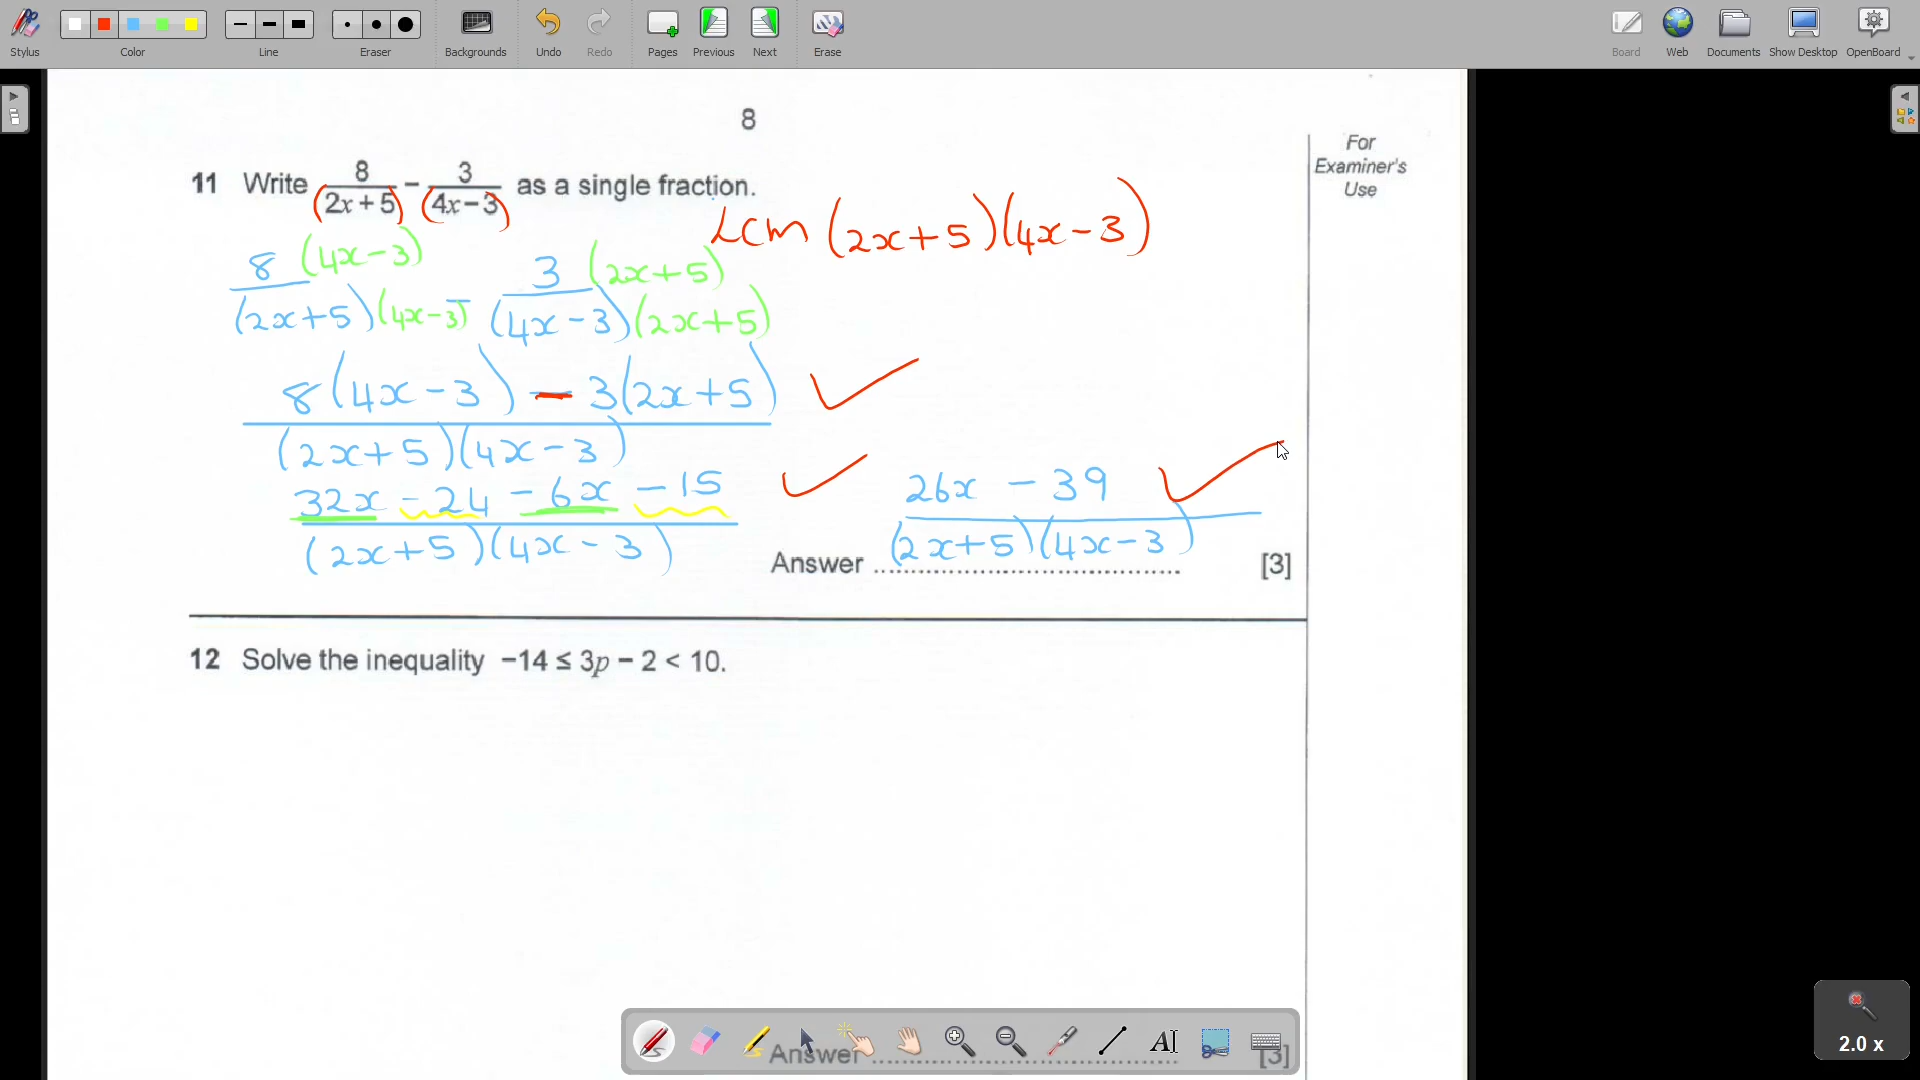 Stylus Color Line Eraser Backgrounds Undo Redo Pages Previous Next Erase Board Web Documents Show Desktop OpenBoard
8
For
Examiner's
Use
11 Write 8/(2x + 5) − 3/(4x − 3) as a single fraction.
Lcm (2x+5)(4x−3)
8 (4x−3) 3 (2x+5)
(2x+5)(4x−3) − (4x−3)(2x+5)
8(4x−3) − 3(2x+5)
(2x+5)(4x−3)
32x − 24 − 6x − 15
(2x+5)(4x−3)
26x − 39
(2x+5)(4x−3)
Answer ........................................ [3]
12 Solve the inequality −14 ≤ 3p − 2 < 10.
Answer ........................................ [3]
2.0 x